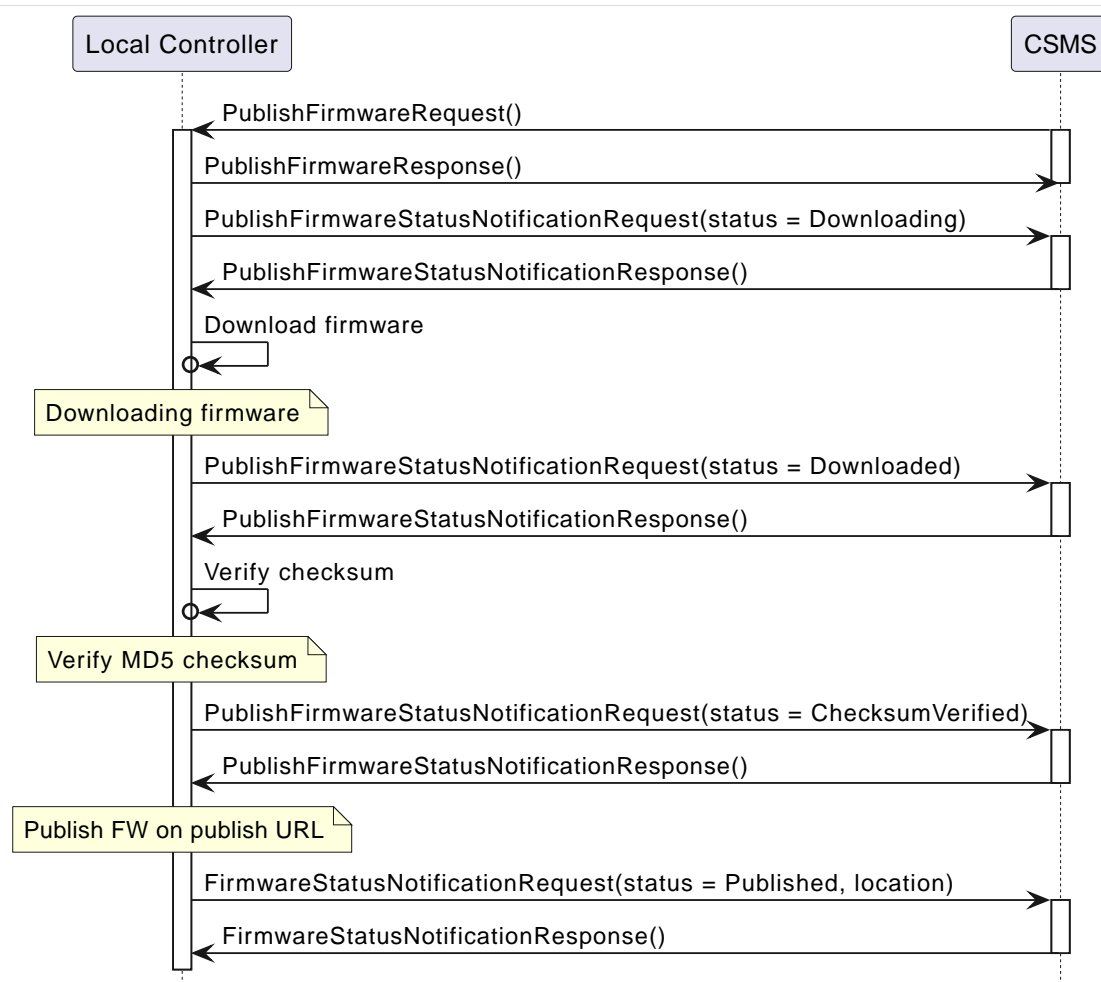 Local Controller
CSMS
PublishFirmwareRequest()
PublishFirmwareResponse()
PublishFirmwareStatusNotificationRequest(status = Downloading)
PublishFirmwareStatusNotificationResponse()
Download firmware
Downloading firmware
PublishFirmwareStatusNotificationRequest(status = Downloaded)
PublishFirmwareStatusNotificationResponse()
Verify checksum
Verify MD5 checksum
PublishFirmwareStatusNotificationRequest(status = ChecksumVerified)
PublishFirmwareStatusNotificationResponse()
Publish FW on publish URL
FirmwareStatusNotificationRequest(status = Published, location)
FirmwareStatusNotificationResponse()